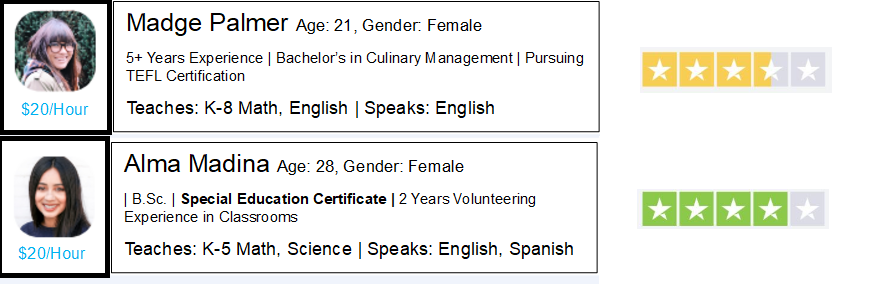 Madge Palmer Age: 21, Gender: Female
5+ Years Experience | Bachelor’s in Culinary Management | Pursuing
TEFL Certification
$20/Hour
Teaches: K-8 Math, English | Speaks: English
Alma Madina Age: 28, Gender: Female
| B.Sc. | Special Education Certificate | 2 Years Volunteering
Experience in Classrooms
$20/Hour
Teaches: K-5 Math, Science | Speaks: English, Spanish